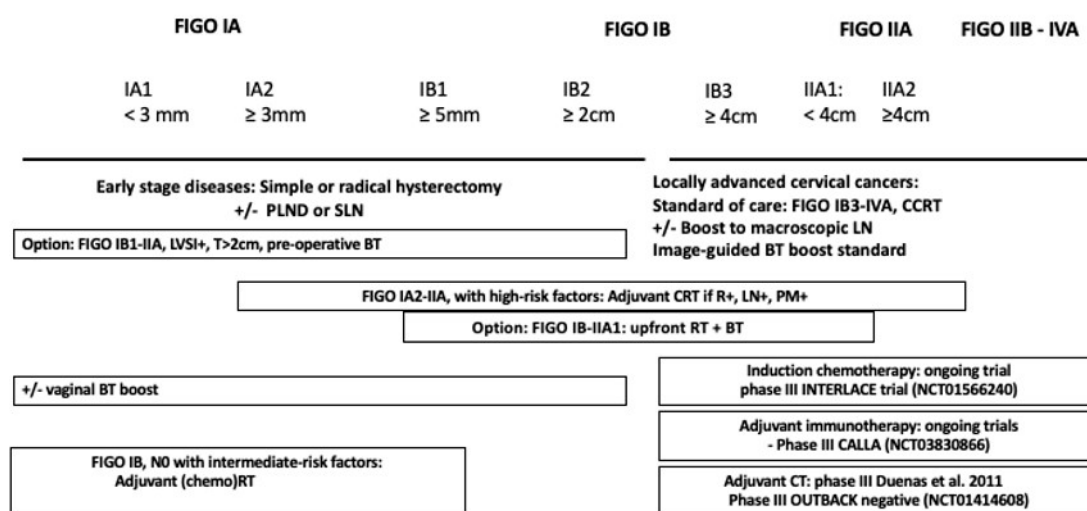 FIGO IA FIGO IB FIGO IIA FIGO IIB - IVA
IA1 IA2 IB1 IB2 IB3 IIA1: IIA2
< 3 mm ≥ 3mm ≥ 5mm ≥ 2cm ≥ 4cm < 4cm ≥4cm
Early stage diseases: Simple or radical hysterectomy
+/- PLND or SLN
Locally advanced cervical cancers:
Standard of care: FIGO IB3-IVA, CCRT
+/- Boost to macroscopic LN
Image-guided BT boost standard
Option: FIGO IB1-IIA, LVSI+, T>2cm, pre-operative BT
FIGO IA2-IIA, with high-risk factors: Adjuvant CRT if R+, LN+, PM+
Option: FIGO IB-IIA1: upfront RT + BT
+/- vaginal BT boost
Induction chemotherapy: ongoing trial
phase III INTERLACE trial (NCT01566240)
Adjuvant immunotherapy: ongoing trials
- Phase III CALLA (NCT03830866)
FIGO IB, N0 with intermediate-risk factors:
Adjuvant (chemo)RT
Adjuvant CT: phase III Duenas et al. 2011
Phase III OUTBACK negative (NCT01414608)